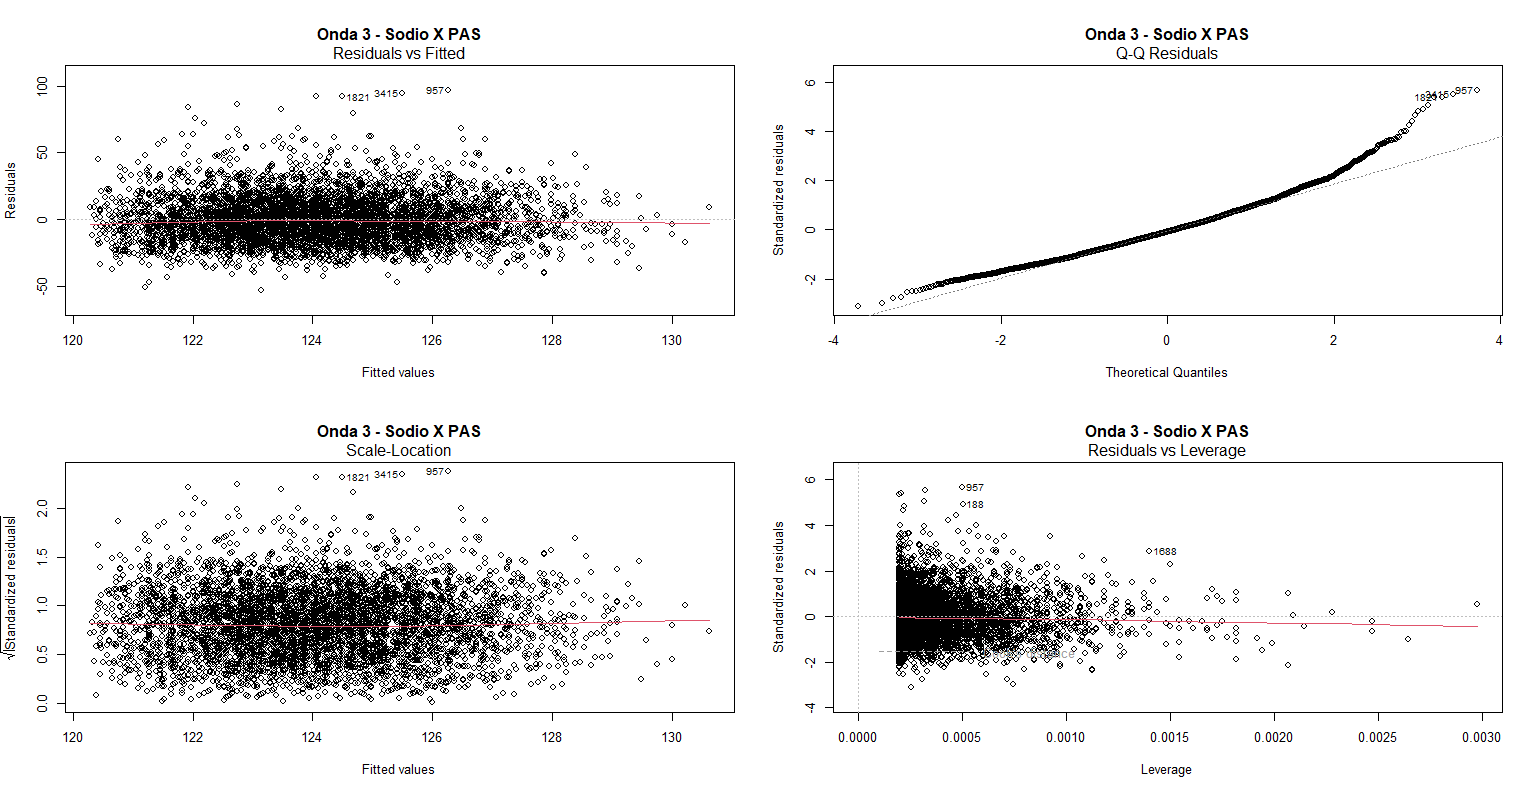 Onda 3 - Sodio X PAS
Residuals vs Fitted
Residuals
100
50
0
-50
1821
3415
957
120 122 124 126 128 130
Fitted values
Onda 3 - Sodio X PAS
Q-Q Residuals
Standardized residuals
6
4
2
0
-2
1821
3415
957
-4 -2 0 2 4
Theoretical Quantiles
Onda 3 - Sodio X PAS
Scale-Location
√|Standardized residuals|
2.0
1.5
1.0
0.5
0.0
1821
3415
957
120 122 124 126 128 130
Fitted values
Onda 3 - Sodio X PAS
Residuals vs Leverage
Standardized residuals
6
4
2
0
-2
-4
957
188
1688
0.0000 0.0005 0.0010 0.0015 0.0020 0.0025 0.0030
Leverage